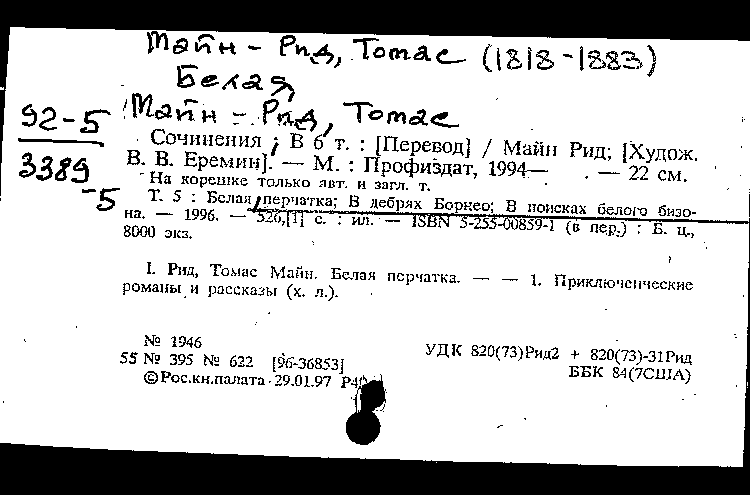 Майн - Рид, Томас (1818-1883)
Белая
Майн - Рид, Томас
92-5
3389-5
Сочинения ; В 6 т. : [Перевод] / Майн Рид; [Худож.
В. В. Еремин]. — М. : Профиздат, 1994— . — 22 см.
На корешке только авт. и загл. т.
Т. 5 : Белая перчатка; В дебрях Борнео; В поисках белого бизо-
на. — 1996. — 526,[1] с. : ил. — ISBN 5-255-00859-1 (в пер.) : Б. ц.,
8000 экз.
I. Рид, Томас Майн. Белая перчатка. — — 1. Приключенческие
романы и рассказы (х. л.).
№ 1946
55 № 395 № 622 [96-36853]
УДК 820(73)Рид2 + 820(73)-31Рид
ББК 84(7США)
©Рос.кн.палата 29.01.97